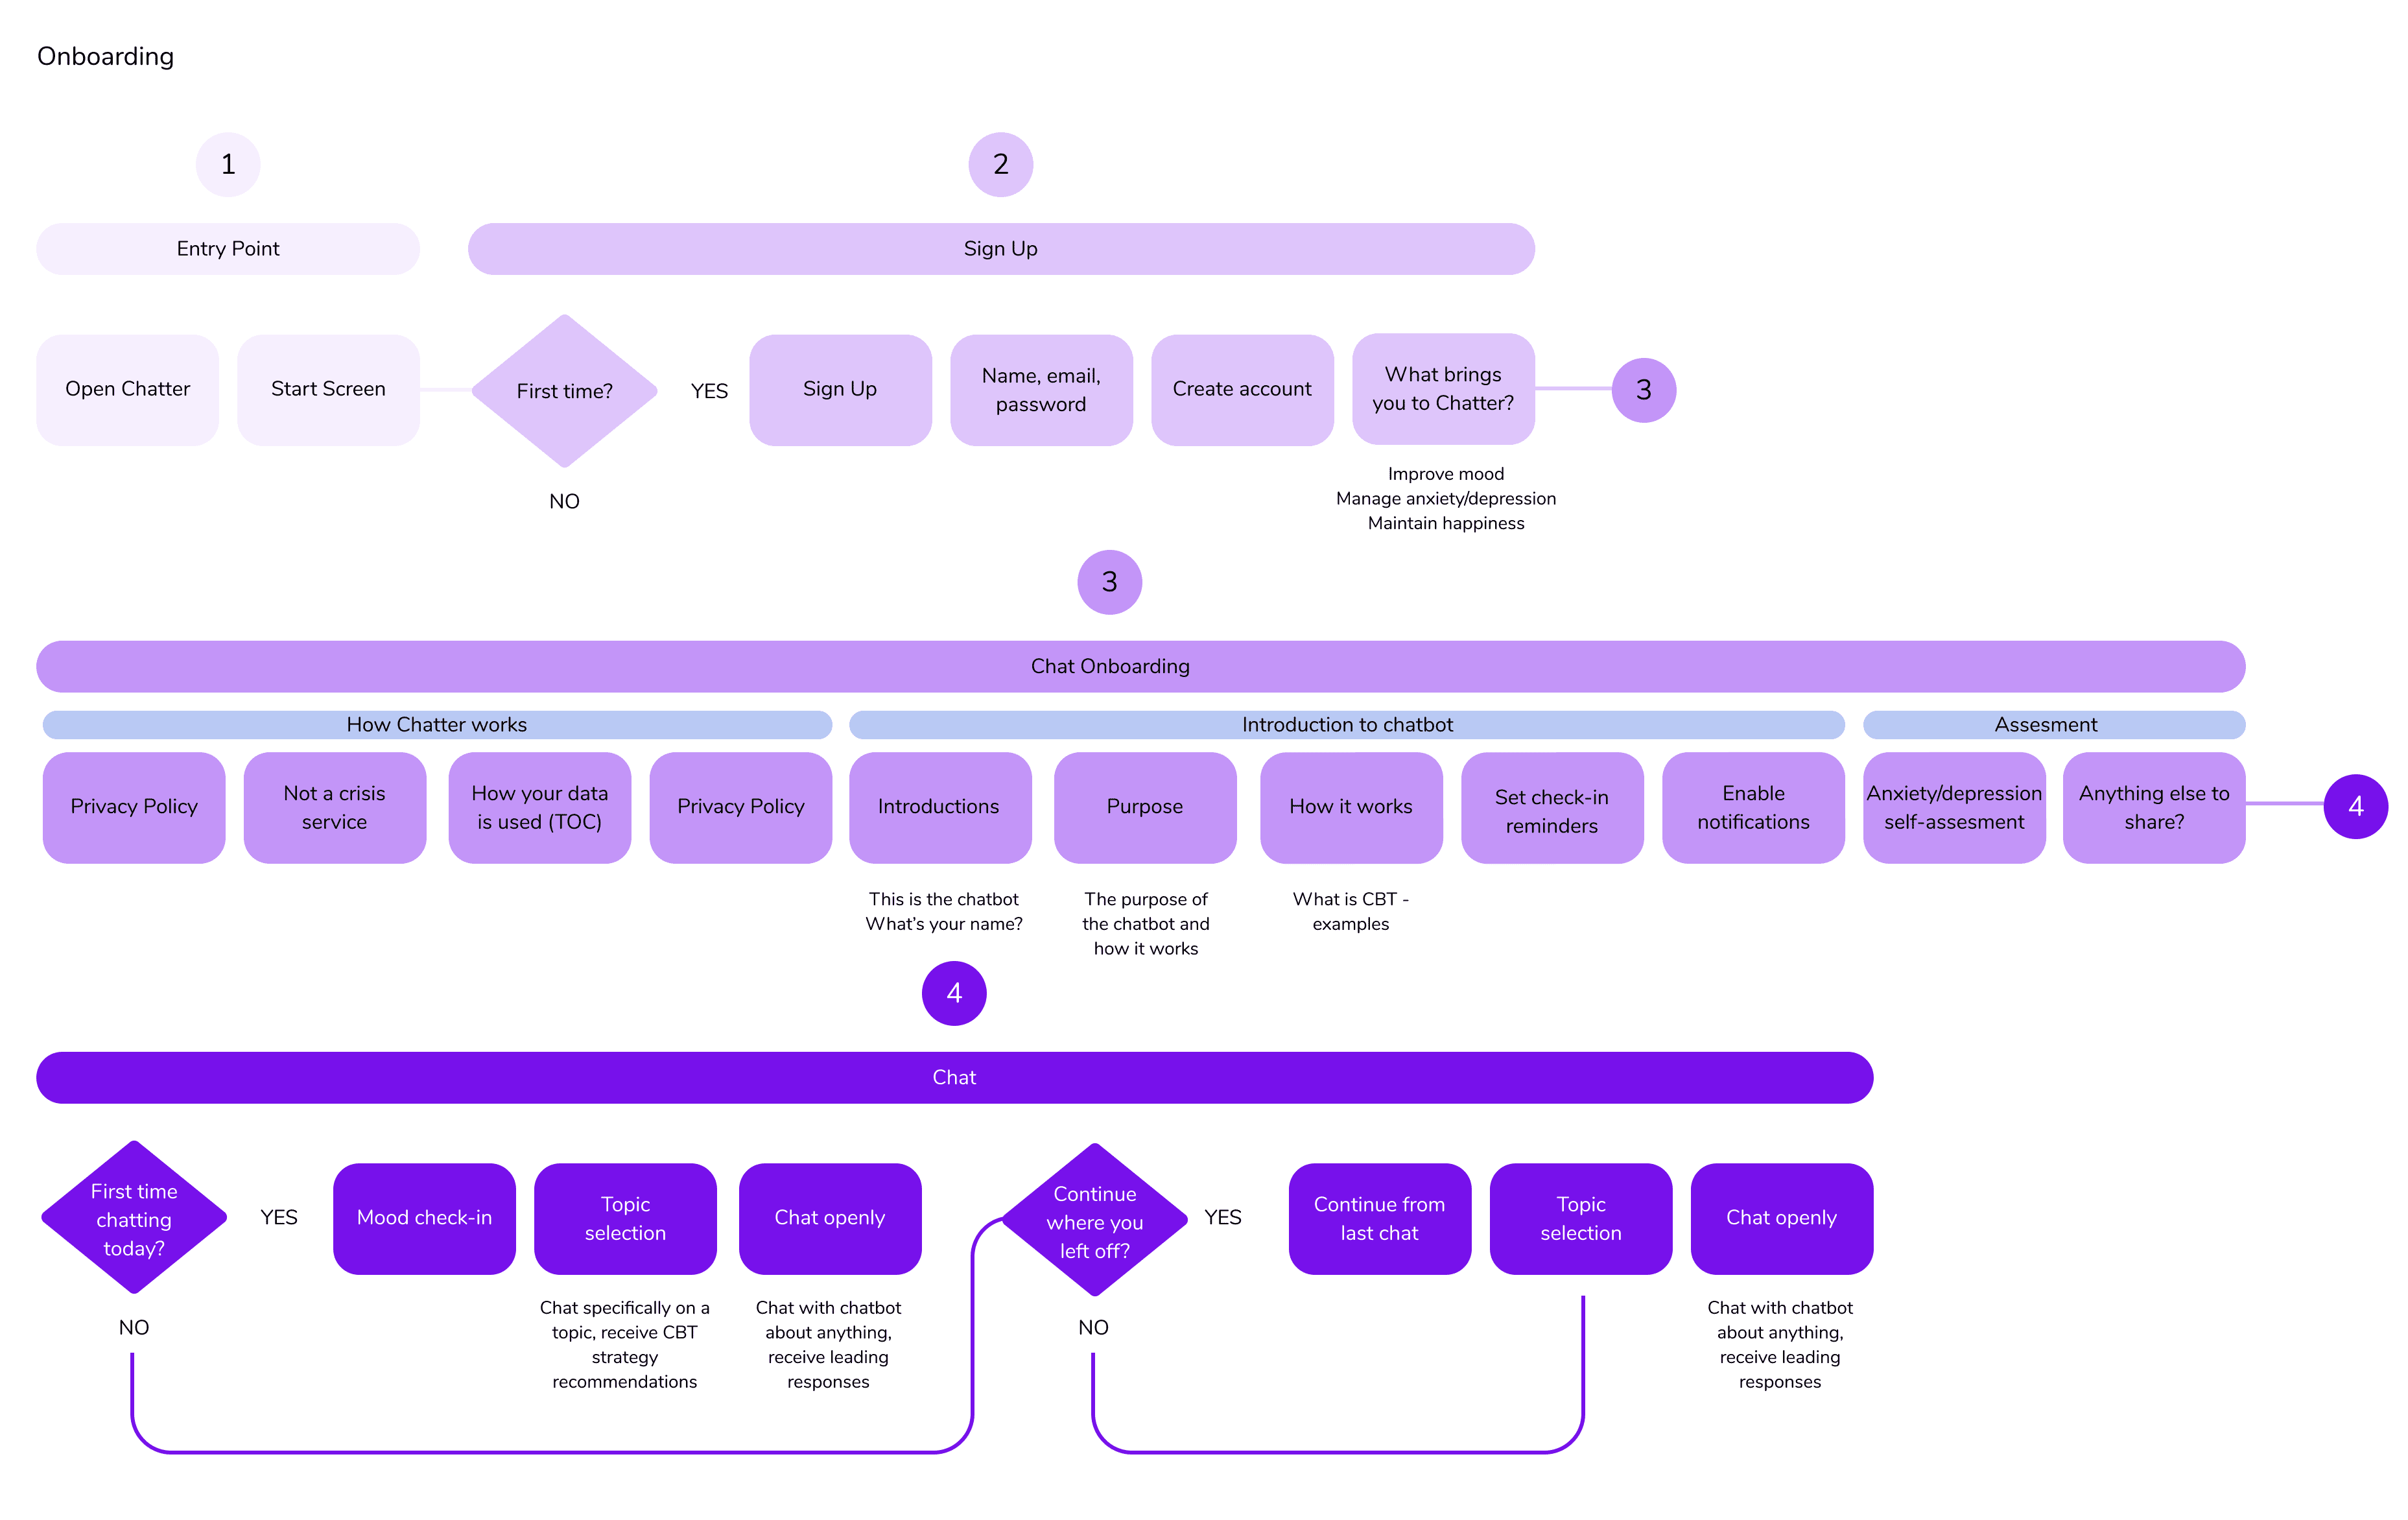 Onboarding
1
2
Entry Point
Sign Up
Open Chatter
Start Screen
First time?
YES
NO
Sign Up
Name, email,
password
Create account
What brings
you to Chatter?
3
Improve mood
Manage anxiety/depression
Maintain happiness
3
Chat Onboarding
How Chatter works
Introduction to chatbot
Assesment
Privacy Policy
Not a crisis
service
How your data
is used (TOC)
Privacy Policy
Introductions
Purpose
How it works
Set check-in
reminders
Enable
notifications
Anxiety/depression
self-assesment
Anything else to
share?
4
This is the chatbot
What's your name?
The purpose of
the chatbot and
how it works
What is CBT -
examples
4
Chat
First time
chatting
today?
YES
NO
Mood check-in
Topic
selection
Chat openly
Chat specifically on a
topic, receive CBT
strategy
recommendations
Chat with chatbot
about anything,
receive leading
responses
Continue
where you
left off?
YES
NO
Continue from
last chat
Topic
selection
Chat openly
Chat with chatbot
about anything,
receive leading
responses